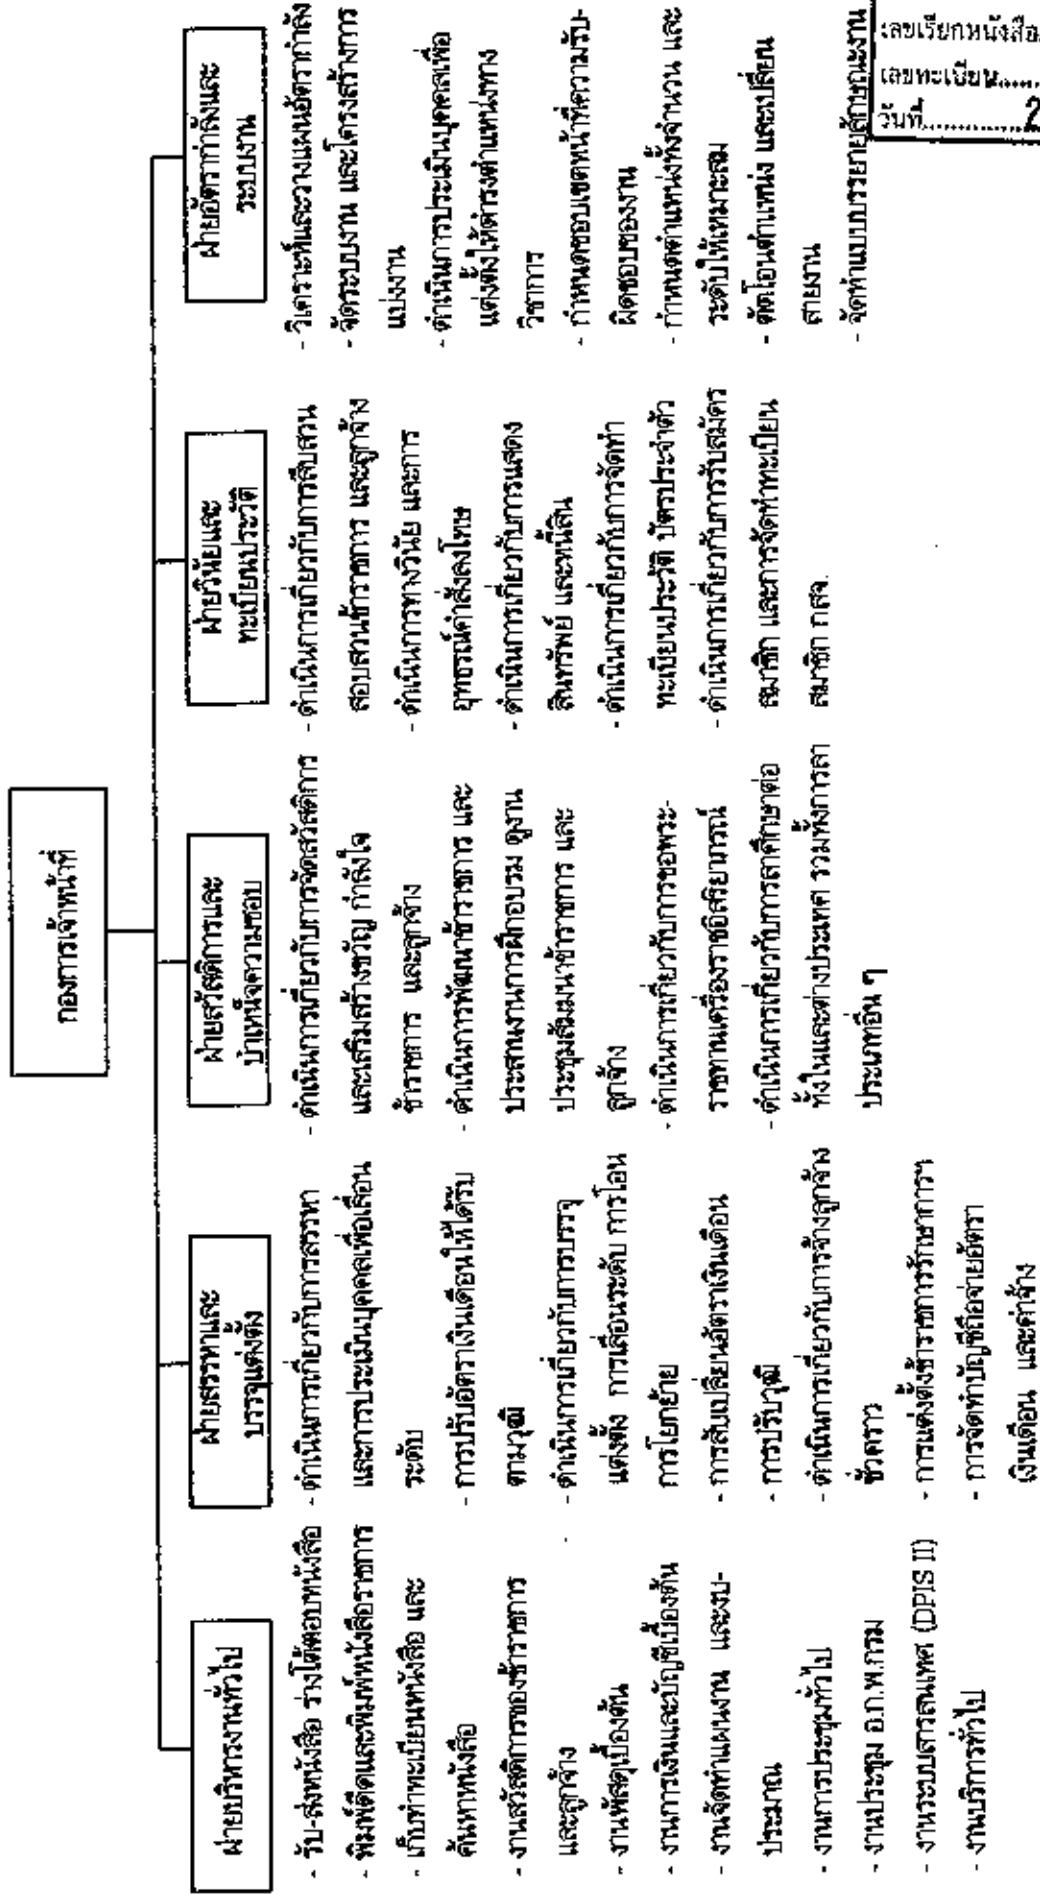 กองการเจ้าหน้าที่
ฝ่ายบริหารงานทั่วไป
- รับ-ส่งหนังสือ ร่างโต้ตอบหนังสือ
- พิมพ์ดีดและพิมพ์หนังสือราชการ
- เก็บทำทะเบียนหนังสือ และ
ค้นหาหนังสือ
- งานสวัสดิการของข้าราชการ
และลูกจ้าง
- งานพัสดุเบื้องต้น
- งานการเงินและบัญชีเบื้องต้น
- งานจัดทำแผนงาน และงบ-
ประมาณ
- งานการประชุมทั่วไป
- งานประชุม อ.ก.พ.กรม
- งานระบบสารสนเทศ (DPIS II)
- งานบริการทั่วไป
ฝ่ายสรรหาและ
บรรจุแต่งตั้ง
- ดำเนินการเกี่ยวกับการสรรหา
และการประเมินบุคคลเพื่อเลื่อน
ระดับ
- การปรับอัตราเงินเดือนให้ได้รับ
ตามวุฒิ
- ดำเนินการเกี่ยวกับการบรรจุ
แต่งตั้ง การเลื่อนระดับ การโอน
การโยกย้าย
- การสับเปลี่ยนอัตราเงินเดือน
- การปรับวุฒิ
- ดำเนินการเกี่ยวกับการจ้างลูกจ้าง
ชั่วคราว
- การแต่งตั้งข้าราชการรักษาการฯ
- การจัดทำบัญชีถือจ่ายอัตรา
เงินเดือน และค่าจ้าง
ฝ่ายสวัสดิการและ
บำเหน็จความชอบ
- ดำเนินการเกี่ยวกับการจัดสวัสดิการ
และเสริมสร้างขวัญ กำลังใจ
ข้าราชการ และลูกจ้าง
- ดำเนินการพัฒนาข้าราชการ และ
ประสานงานการฝึกอบรม ดูงาน
ประชุมสัมมนาข้าราชการ และ
ลูกจ้าง
- ดำเนินการเกี่ยวกับการขอพระ-
ราชทานเครื่องราชอิสริยาภรณ์
- ดำเนินการเกี่ยวกับการลาศึกษาต่อ
ทั้งในและต่างประเทศ รวมทั้งการลา
ประเภทอื่น ๆ
ฝ่ายวินัยและ
ทะเบียนประวัติ
- ดำเนินการเกี่ยวกับการสืบสวน
สอบสวนข้าราชการ และลูกจ้าง
- ดำเนินการทางวินัย และการ
อุทธรณ์คำสั่งลงโทษ
- ดำเนินการเกี่ยวกับการแสดง
สินทรัพย์ และหนี้สิน
- ดำเนินการเกี่ยวกับการจัดทำ
ทะเบียนประวัติ บัตรประจำตัว
- ดำเนินการเกี่ยวกับการรับสมัคร
สมาชิก และการจัดทำทะเบียน
สมาชิก กสจ.
ฝ่ายอัตรากำลังและ
ระบบงาน
- วิเคราะห์และวางแผนอัตรากำลัง
- จัดระบบงาน และโครงสร้างการ
แบ่งงาน
- ดำเนินการประเมินบุคคลเพื่อ
แต่งตั้งให้ดำรงตำแหน่งทาง
วิชาการ
- กำหนดขอบเขตหน้าที่ความรับ-
ผิดชอบของงาน
- กำหนดตำแหน่งทั้งจำนวน และ
ระดับให้เหมาะสม
- ตัดโอนตำแหน่ง และเปลี่ยน
สายงาน
- จัดทำแบบบรรยายลักษณะงาน
เลขเรียกหนังสือ
เลขทะเบียน......
วันที่...............2